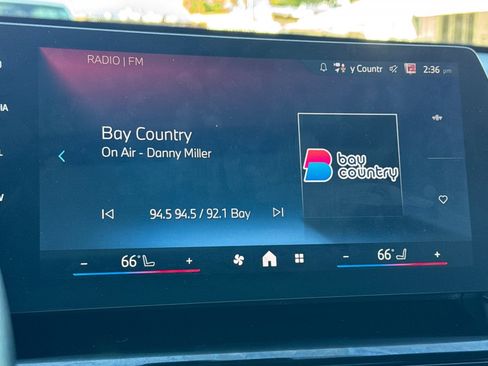 RADIO | FM
y Countr
2:36 pm
IA
L
W
Bay Country
On Air - Danny Miller
bay
country
94.5 94.5 / 92.1 Bay
− 66° +
− 66° +